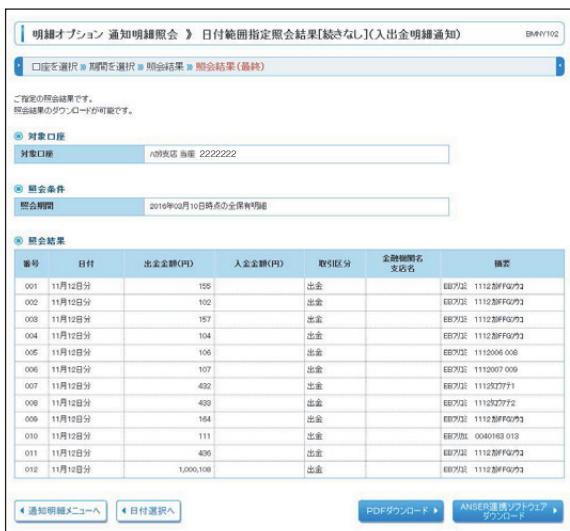 明細オプション 通知明細照会 》 日付範囲指定照会結果[続きなし](入出金明細通知)
BMNY102
口座を選択 » 期間を選択 » 照会結果 » 照会結果(最終)
ご指定の照会結果です。
照会結果のダウンロードが可能です。
対象口座
対象口座 支店 当座 2222222
照会条件
照会期間 2016年03月10日時点の全保有明細
照会結果
番号 日付 出金金額(円) 入金金額(円) 取引区分 金融機関名 支店名 摘要
001 11月12日分 155 出金 1112
002 11月12日分 102 出金 1112
003 11月12日分 157 出金 1112
004 11月12日分 104 出金 1112
005 11月12日分 106 出金 1112006 008
006 11月12日分 107 出金 1112007 009
007 11月12日分 432 出金
008 11月12日分 433 出金
009 11月12日分 164 出金 1112
010 11月12日分 111 出金 0040163 013
011 11月12日分 436 出金 1112
012 11月12日分 1,000,108 出金 1112
通知明細メニューへ
日付選択へ
PDFダウンロード
ANSER連携ソフトウェア
ダウンロード